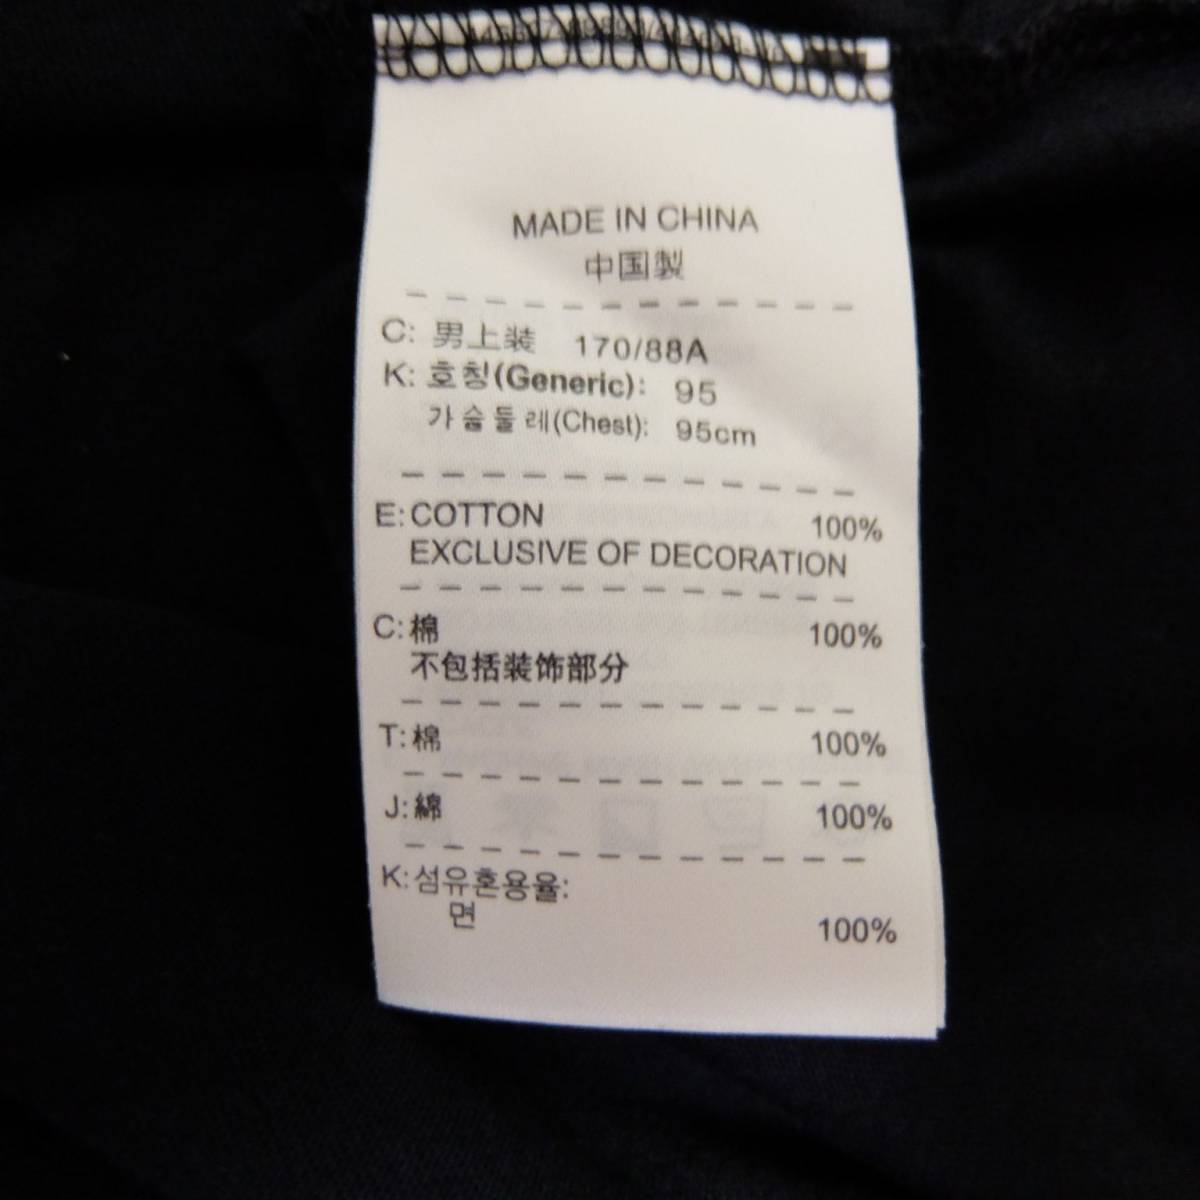 MADE IN CHINA
中国製
C: 男上装 170/88A
K: 호칭(Generic): 95
가슴둘레(Chest): 95cm
E: COTTON 100%
EXCLUSIVE OF DECORATION
C: 棉 100%
不包括装饰部分
T: 棉 100%
J: 綿 100%
K: 섬유혼용율:
면 100%